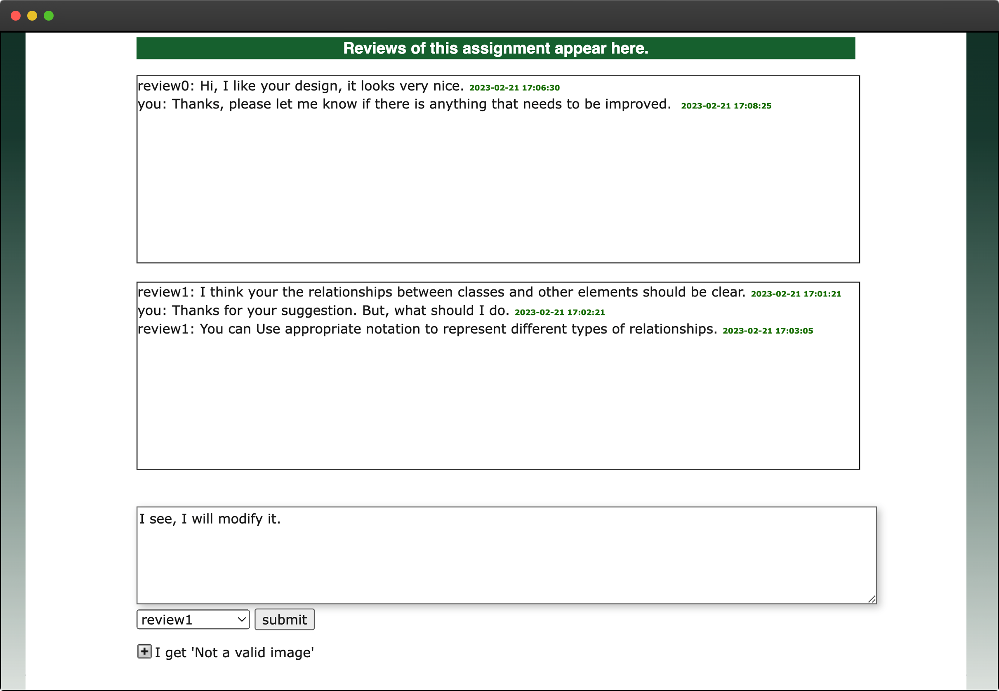 Reviews of this assignment appear here.
review0: Hi, I like your design, it looks very nice. 2023-02-21 17:06:30
you: Thanks, please let me know if there is anything that needs to be improved. 2023-02-21 17:08:25
review1: I think your the relationships between classes and other elements should be clear. 2023-02-21 17:01:21
you: Thanks for your suggestion. But, what should I do. 2023-02-21 17:02:21
review1: You can Use appropriate notation to represent different types of relationships. 2023-02-21 17:03:05
I see, I will modify it.
review1 submit
I get 'Not a valid image'